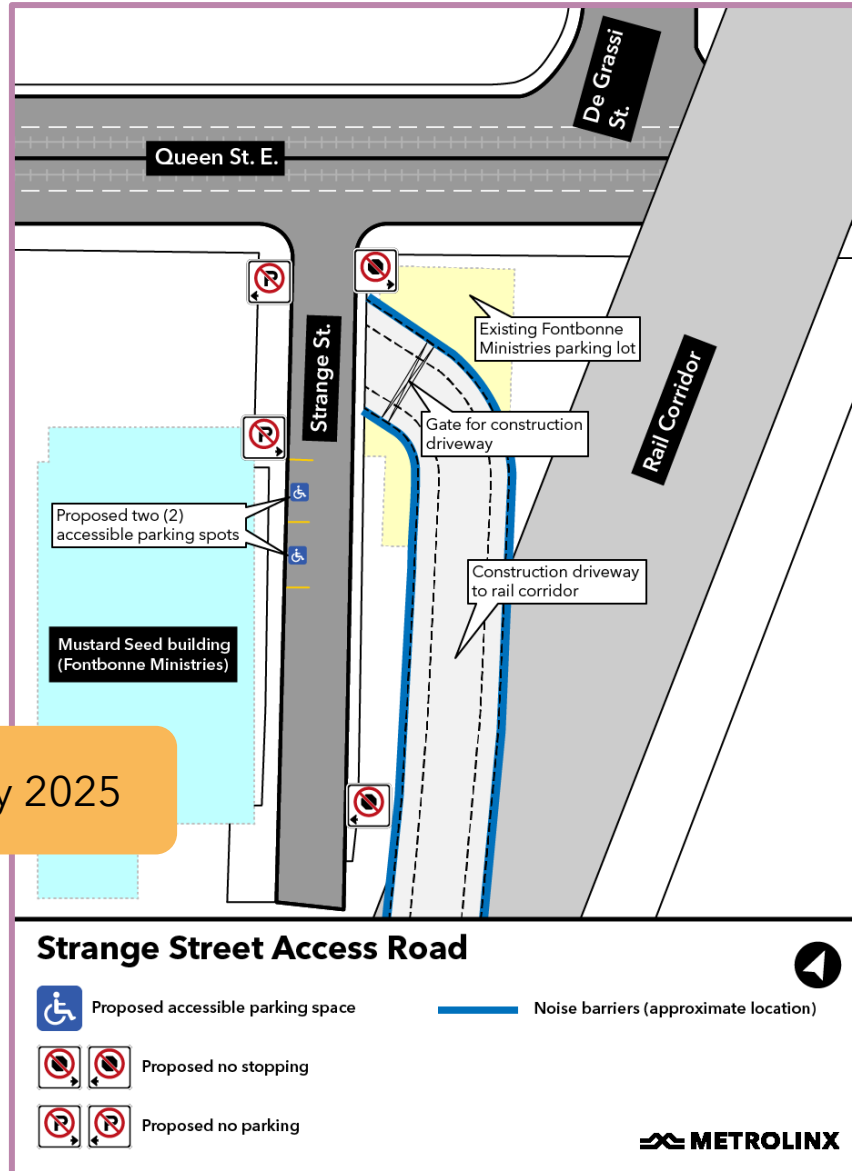 De Grassi
St.
Queen St. E.
Existing Fontbonne
Ministries parking lot
Strange St.
Rail Corridor
Gate for construction
driveway
Proposed two (2)
accessible parking spots
Construction driveway
to rail corridor
Mustard Seed building
(Fontbonne Ministries)
y 2025
Strange Street Access Road
Proposed accessible parking space
Noise barriers (approximate location)
Proposed no stopping
P P
Proposed no parking
METROLINX